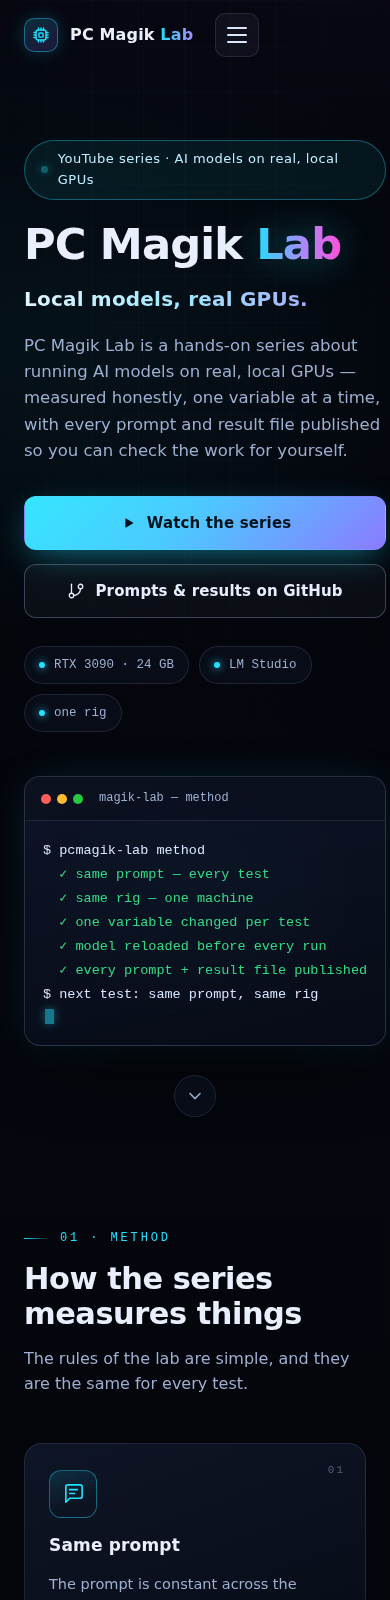 PC Magik Lab
YouTube series · AI models on real, local
GPUs
PC Magik Lab
Local models, real GPUs.
PC Magik Lab is a hands-on series about
running AI models on real, local GPUs —
measured honestly, one variable at a time,
with every prompt and result file published
so you can check the work for yourself.
Watch the series
Prompts & results on GitHub
RTX 3090 · 24 GB
LM Studio
one rig
magik-lab — method
$ pcmagik-lab method
✓ same prompt — every test
✓ same rig — one machine
✓ one variable changed per test
✓ model reloaded before every run
✓ every prompt + result file published
$ next test: same prompt, same rig
01 · METHOD
How the series
measures things
The rules of the lab are simple, and they
are the same for every test.
01
Same prompt
The prompt is constant across the